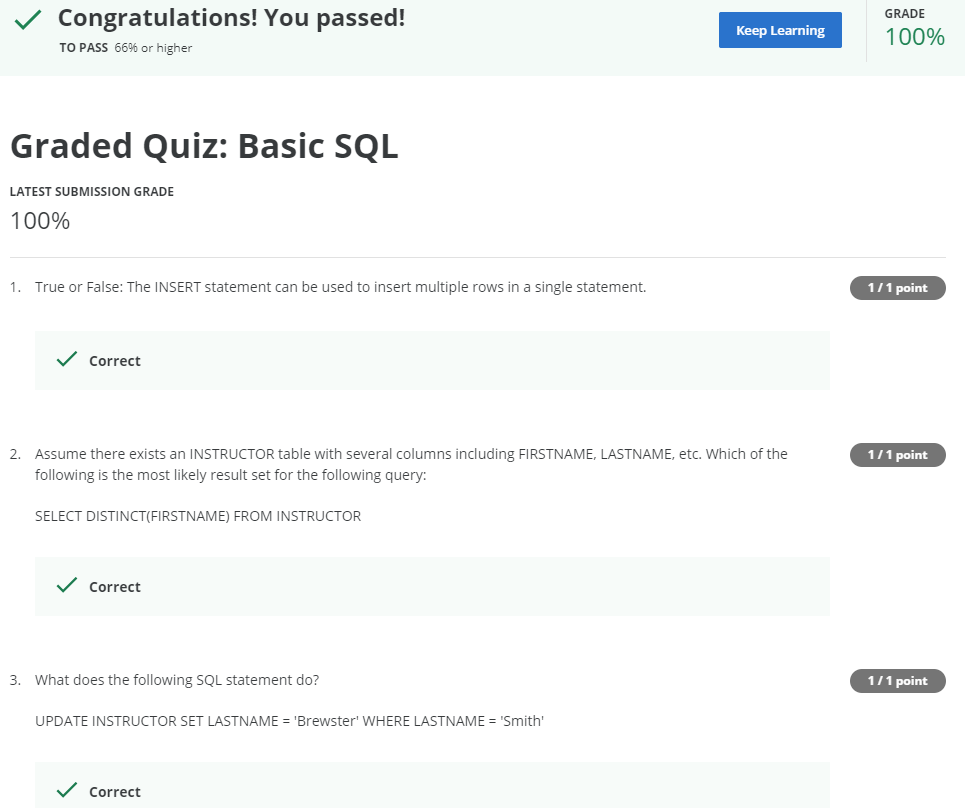 Congratulations! You passed!
TO PASS 66% or higher
Keep Learning
GRADE
100%
Graded Quiz: Basic SQL
LATEST SUBMISSION GRADE
100%
1. True or False: The INSERT statement can be used to insert multiple rows in a single statement.
1 / 1 point
Correct
2. Assume there exists an INSTRUCTOR table with several columns including FIRSTNAME, LASTNAME, etc. Which of the
following is the most likely result set for the following query:
1 / 1 point
SELECT DISTINCT(FIRSTNAME) FROM INSTRUCTOR
Correct
3. What does the following SQL statement do?
1 / 1 point
UPDATE INSTRUCTOR SET LASTNAME = 'Brewster' WHERE LASTNAME = 'Smith'
Correct